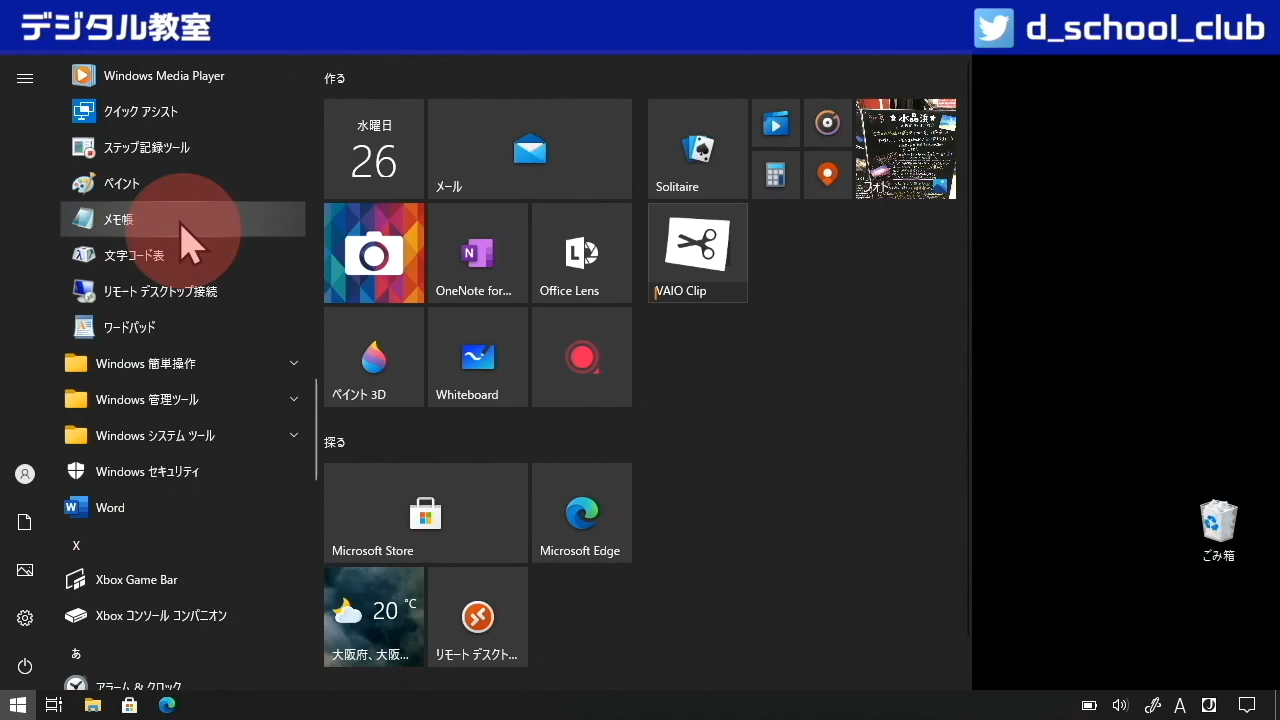 デジタル教室
d_school_club
Windows Media Player
クイック アシスト
ステップ記録ツール
ペイント
メモ帳
文字コード表
リモート デスクトップ接続
ワードパッド
Windows 簡単操作
Windows 管理ツール
Windows システム ツール
Windows セキュリティ
Word
X
Xbox Game Bar
Xbox コンソール コンパニオン
あ
アラーム & クロック
作る
水曜日
26
メール
Solitaire
★水晶浜★
フォト
OneNote for...
Office Lens
VAIO Clip
ペイント 3D
Whiteboard
探る
Microsoft Store
Microsoft Edge
20 °C
大阪府、大阪...
リモート デスクト...
ごみ箱
A